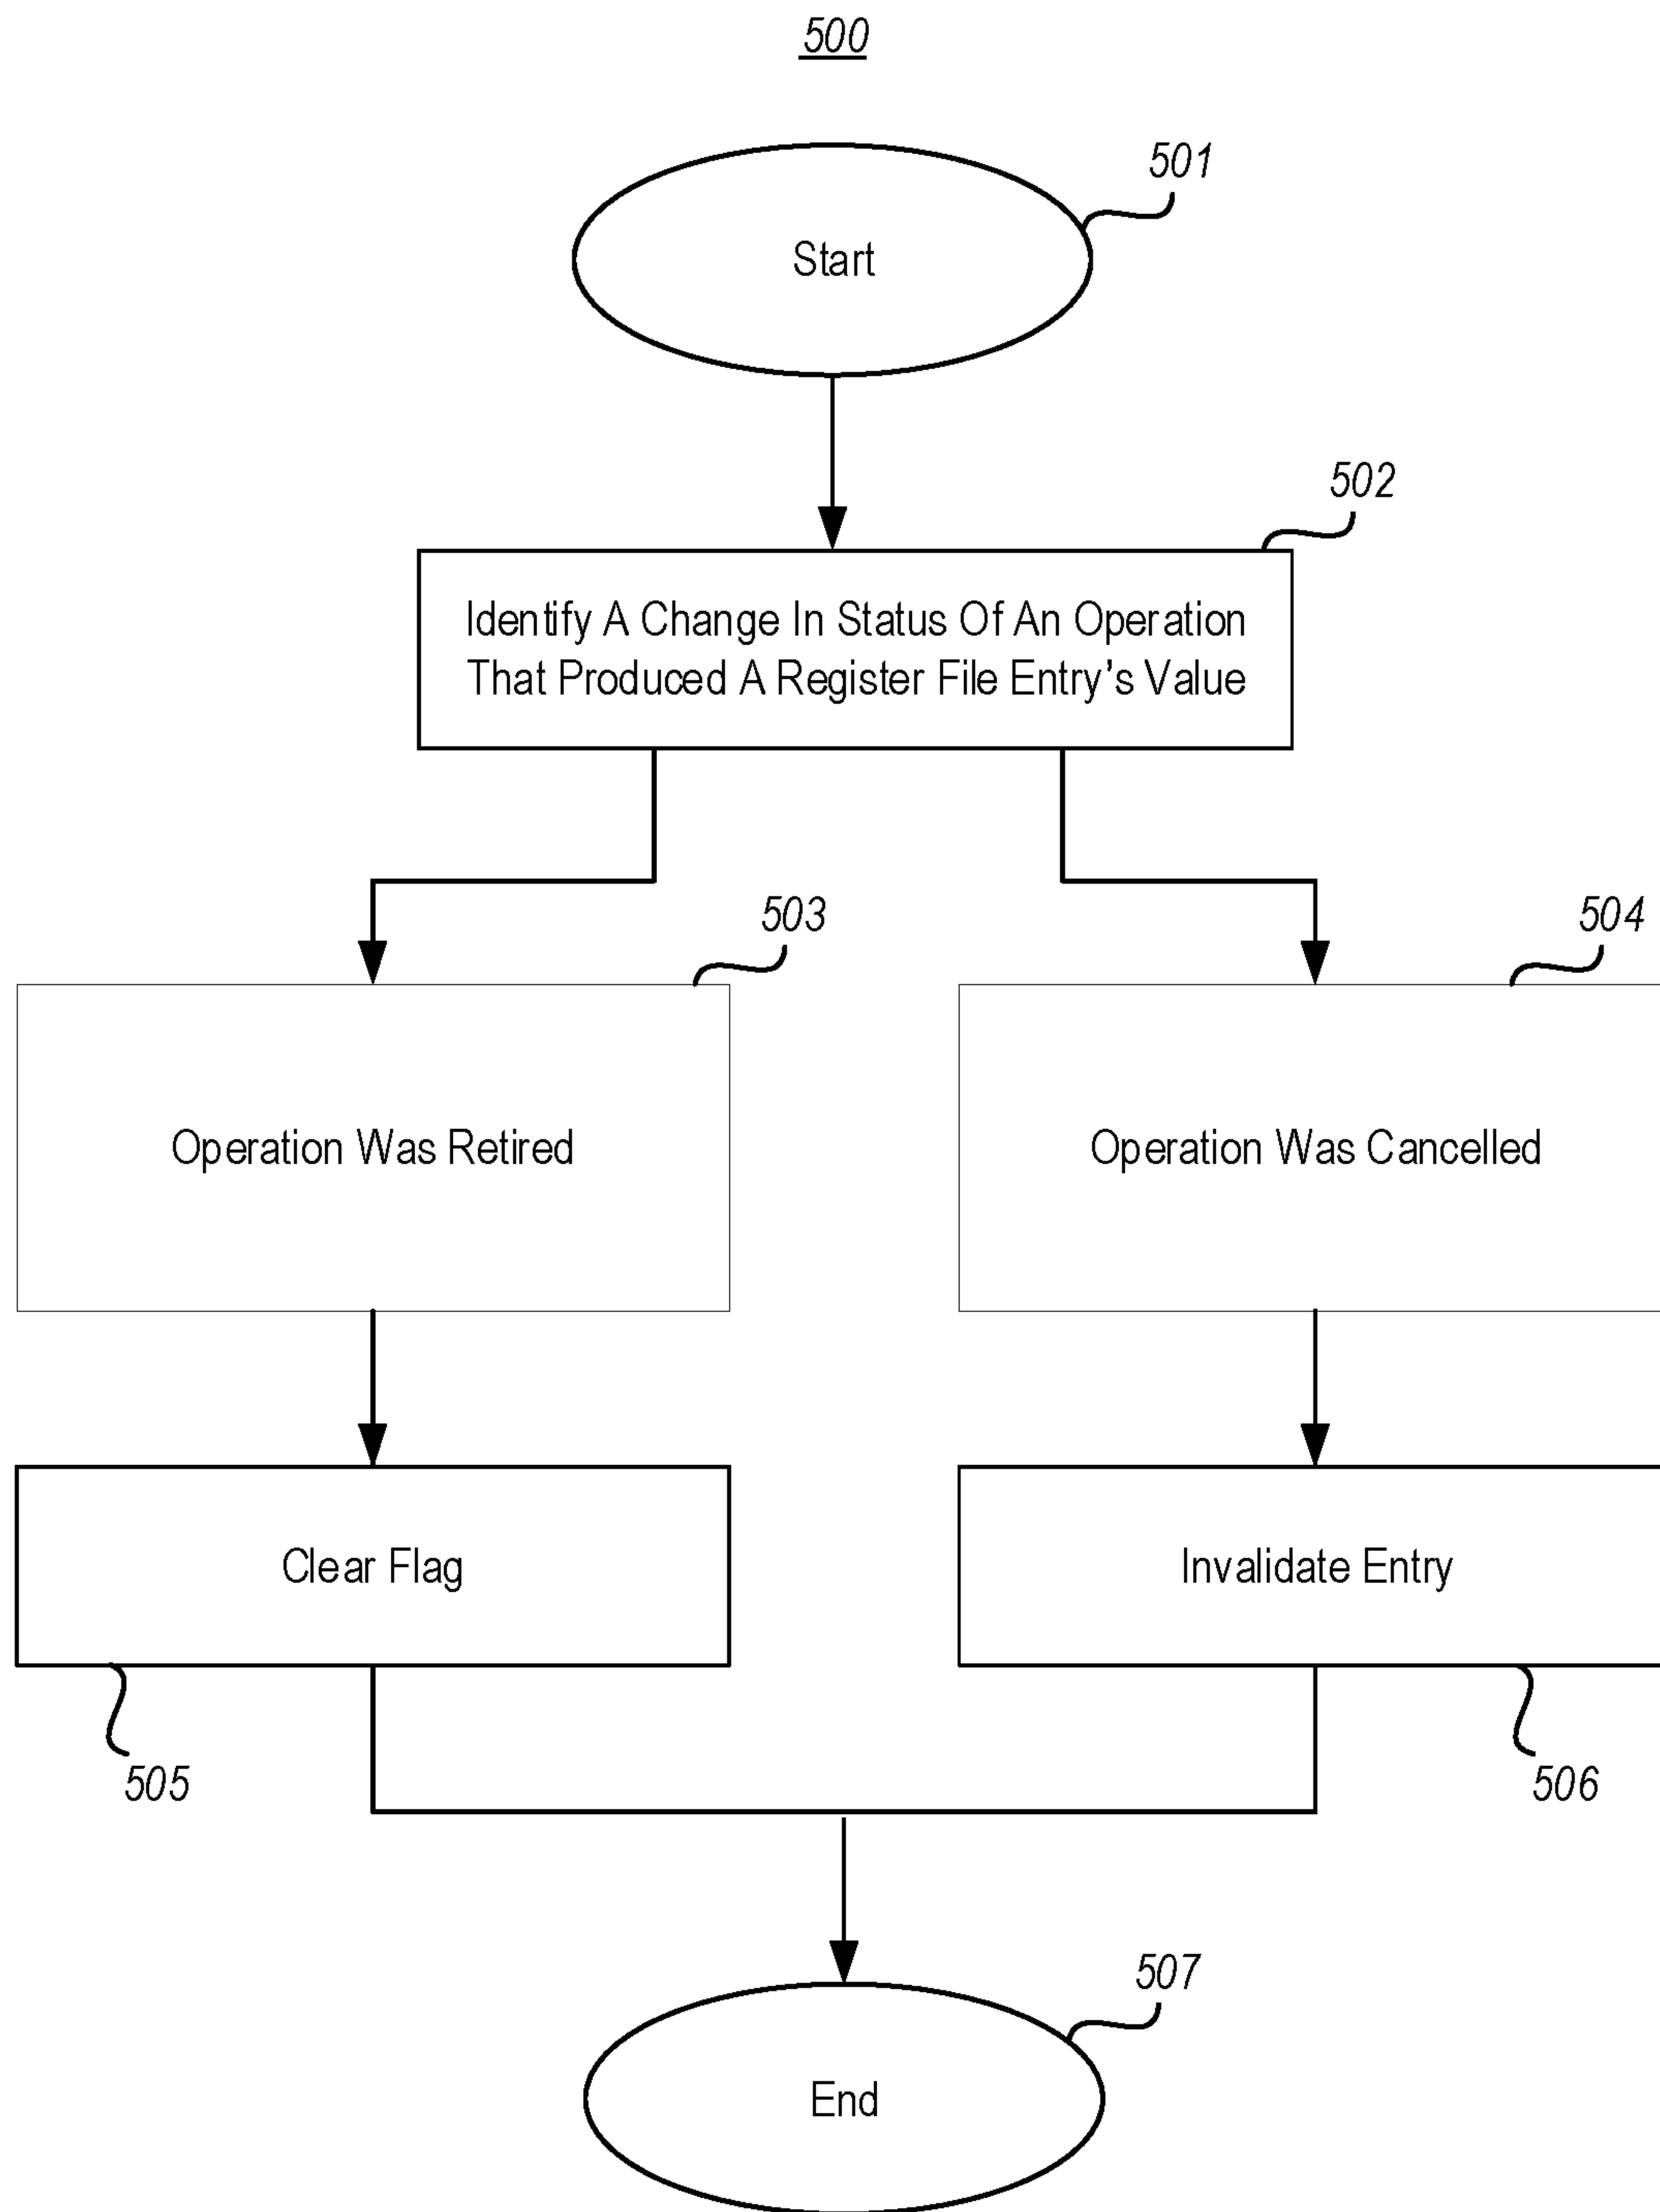 500
501
Start
502
Identify A Change In Status Of An Operation
That Produced A Register File Entry's Value
503
504
Operation Was Retired
Operation Was Cancelled
Clear Flag
Invalidate Entry
505
506
507
End